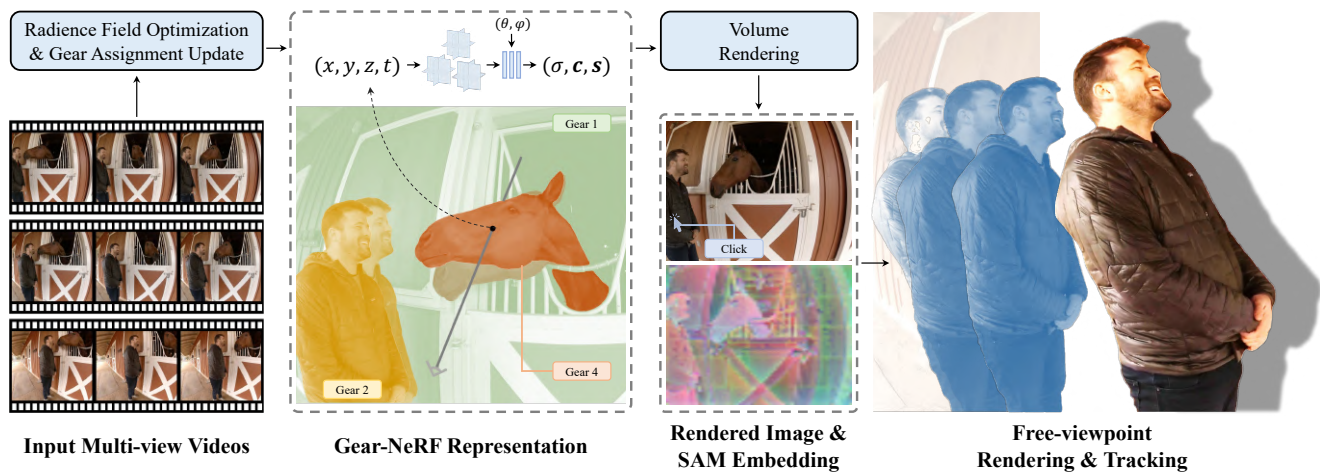 Radience Field Optimization
& Gear Assignment Update
(θ, φ)
(x, y, z, t)
(σ, c, s)
Volume
Rendering
Gear 1
Gear 2
Gear 4
Click
Input Multi-view Videos
Gear-NeRF Representation
Rendered Image &
SAM Embedding
Free-viewpoint
Rendering & Tracking